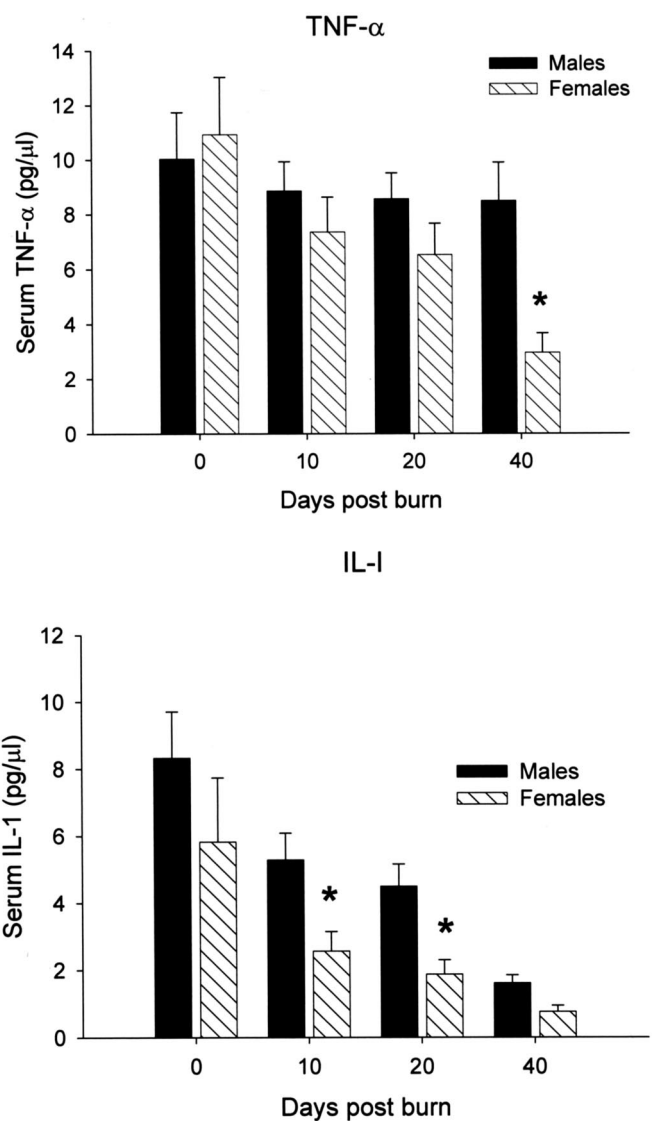 TNF-α
14
12
10
8
6
4
2
0
Serum TNF-α (pg/µl)
Males
Females
*
0 10 20 40
Days post burn
IL-I
12
10
8
6
4
2
0
Serum IL-1 (pg/µl)
Males
Females
*
*
0 10 20 40
Days post burn